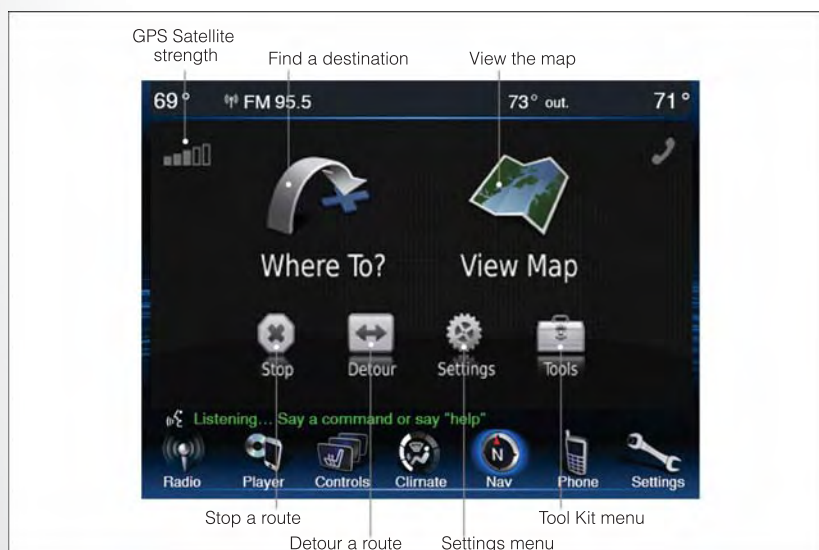 GPS Satellite
strength
Find a destination
View the map
69° FM 95.5 73° out. 71°
Where To?
View Map
Stop
Detour
Settings
Tools
Listening... Say a command or say "help"
Radio
Player
Controls
Climate
N
Nav
Phone
Settings
Stop a route
Tool Kit menu
Detour a route
Settings menu